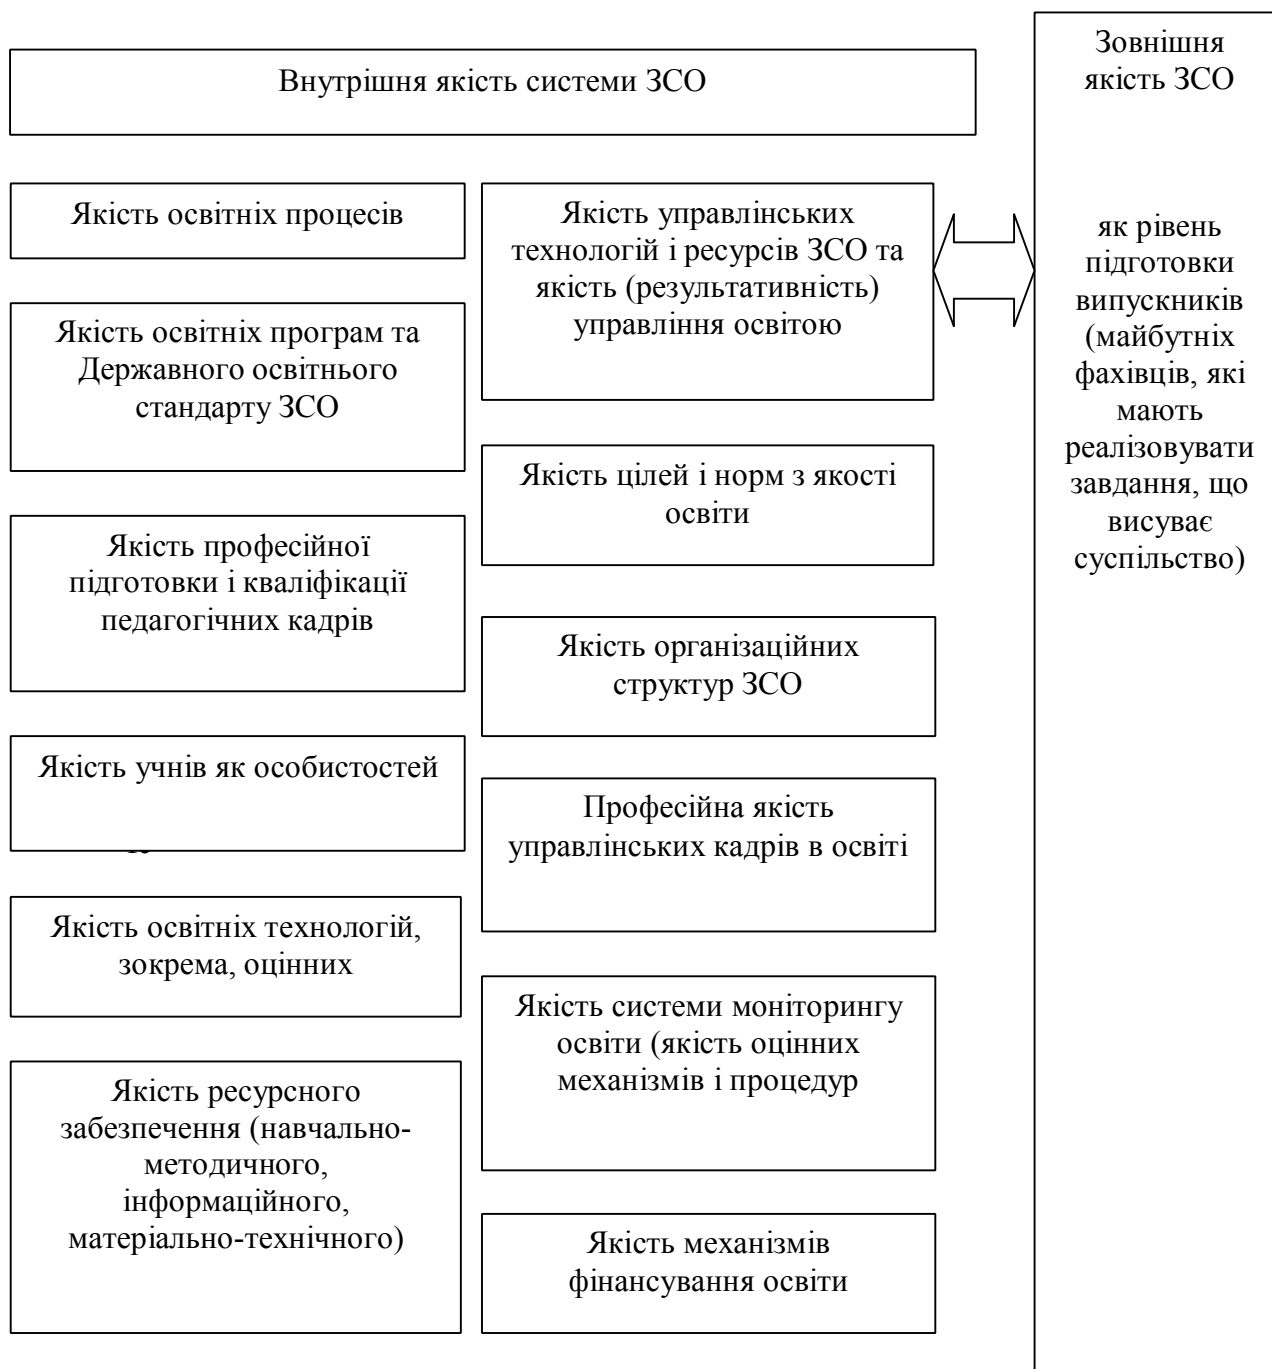 Внутрішня якість системи ЗСО
Якість освітніх процесів
Якість освітніх програм та
Державного освітнього
стандарту ЗСО
Якість професійної
підготовки і кваліфікації
педагогічних кадрів
Якість учнів як особистостей
Якість освітніх технологій,
зокрема, оцінних
Якість ресурсного
забезпечення (навчально-
методичного,
інформаційного,
матеріально-технічного)
Якість управлінських
технологій і ресурсів ЗСО та
якість (результативність)
управління освітою
Якість цілей і норм з якості
освіти
Якість організаційних
структур ЗСО
Професійна якість
управлінських кадрів в освіті
Якість системи моніторингу
освіти (якість оцінних
механізмів і процедур
Якість механізмів
фінансування освіти
Зовнішня
якість ЗСО
як рівень
підготовки
випускників
(майбутніх
фахівців, які
мають
реалізовувати
завдання, що
висуває
суспільство)